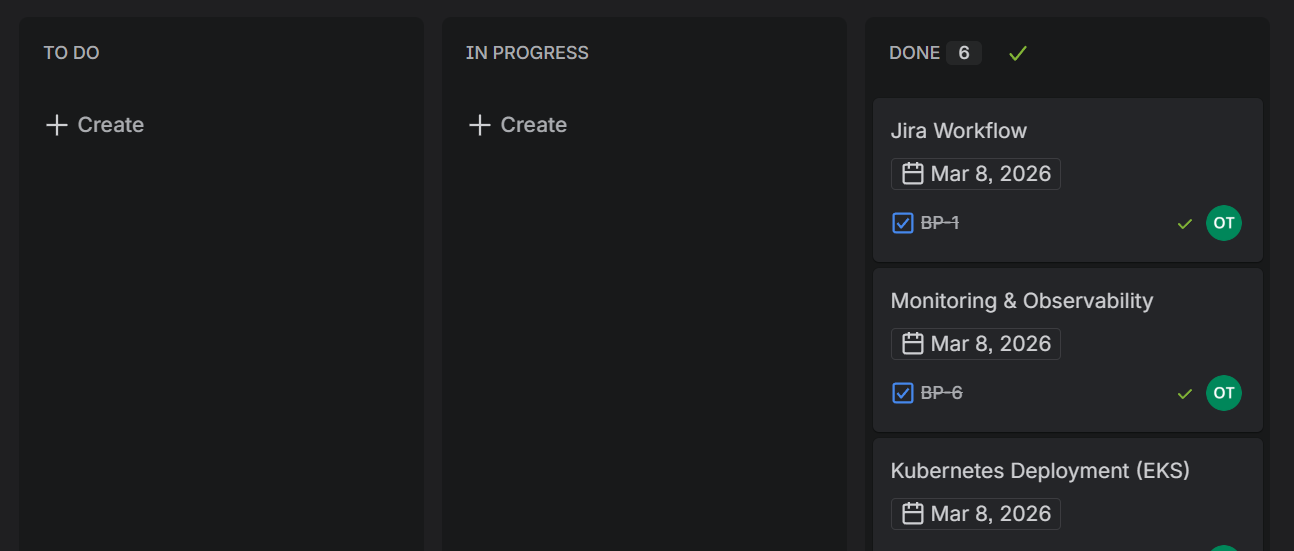 TO DO
+ Create
IN PROGRESS
+ Create
DONE 6
Jira Workflow
Mar 8, 2026
BP-1 OT
Monitoring & Observability
Mar 8, 2026
BP-6 OT
Kubernetes Deployment (EKS)
Mar 8, 2026